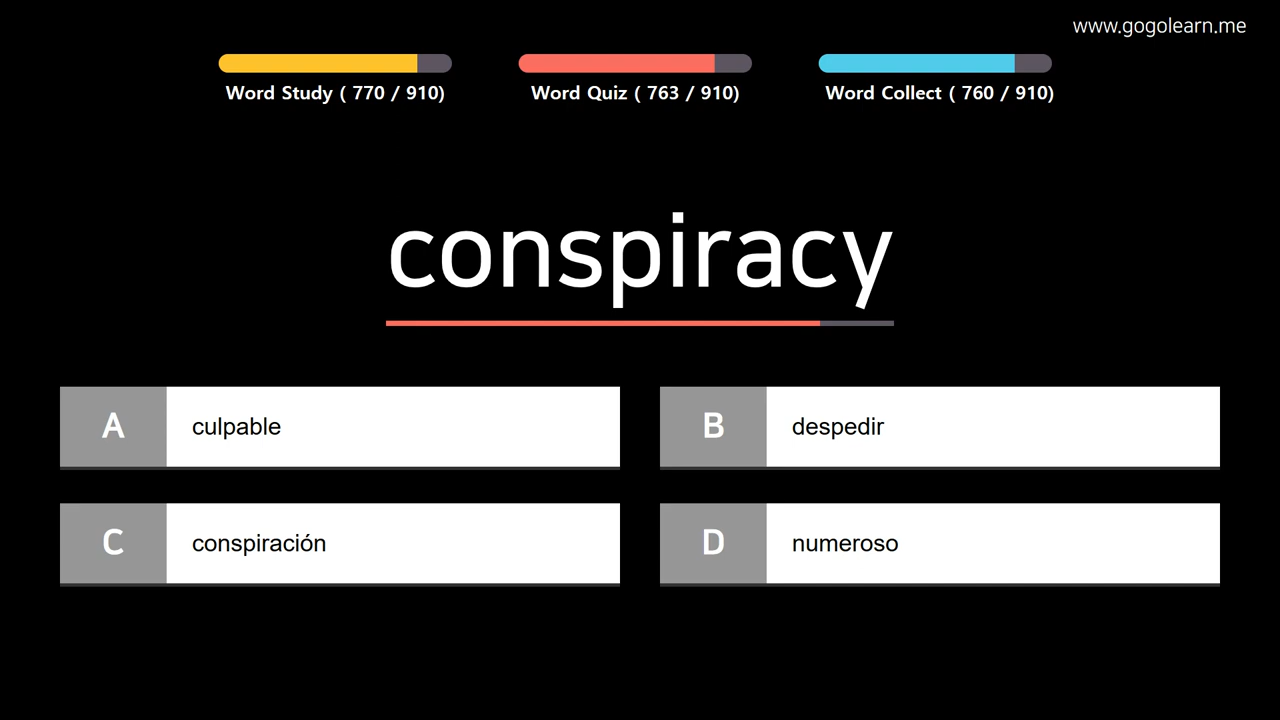 www.gogolearn.me
Word Study ( 770 / 910)
Word Quiz ( 763 / 910)
Word Collect ( 760 / 910)
conspiracy
A culpable
B despedir
C conspiración
D numeroso